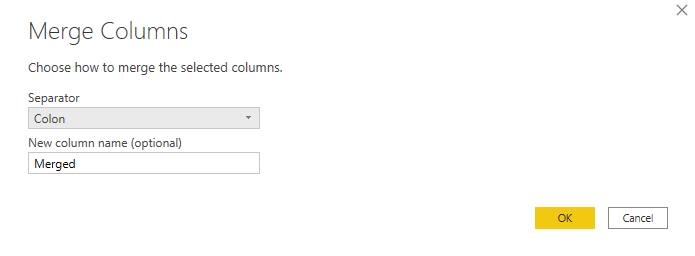 Merge Columns
Choose how to merge the selected columns.
Separator
Colon
New column name (optional)
Merged
OK
Cancel